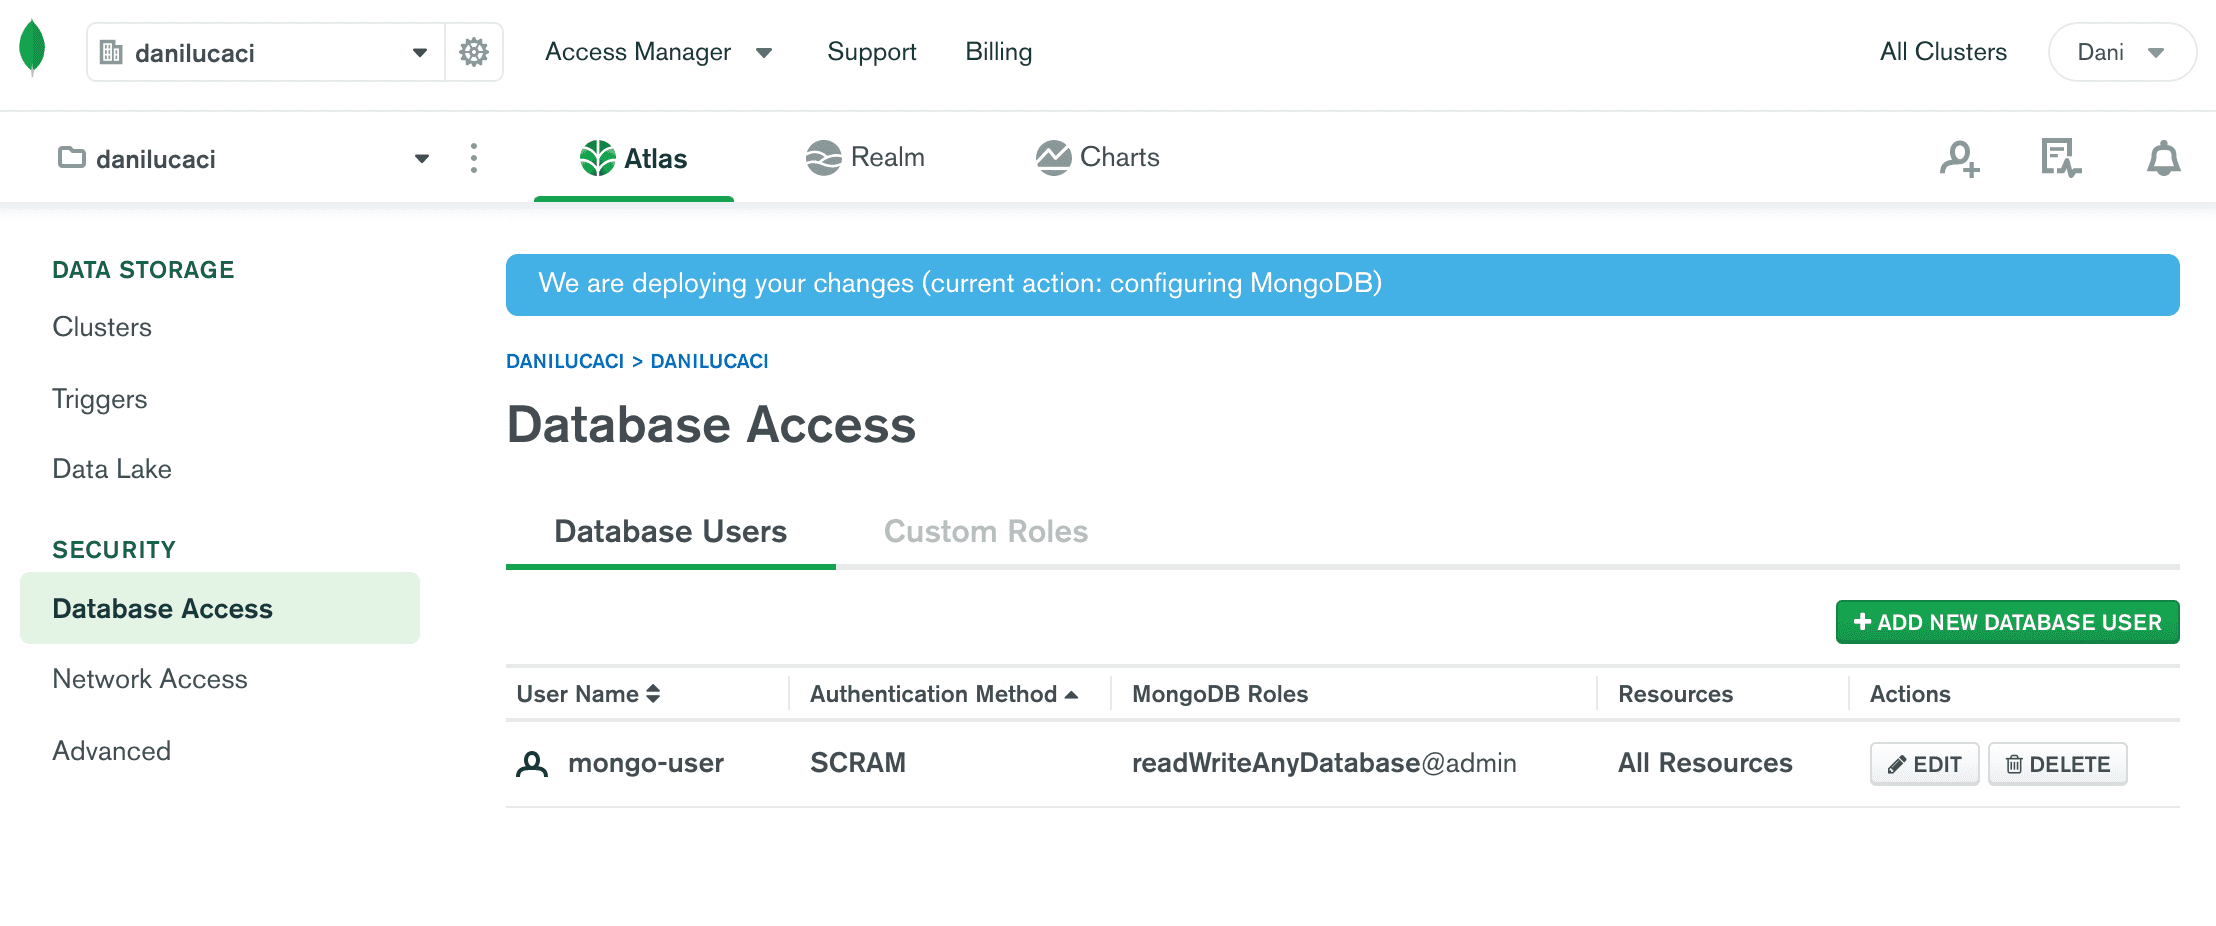 danilucaci
Access Manager
Support
Billing
All Clusters
Dani
danilucaci
Atlas
Realm
Charts
DATA STORAGE
Clusters
Triggers
Data Lake
SECURITY
Database Access
Network Access
Advanced
We are deploying your changes (current action: configuring MongoDB)
DANILUCACI > DANILUCACI
Database Access
Database Users
Custom Roles
ADD NEW DATABASE USER
User Name
Authentication Method
MongoDB Roles
Resources
Actions
mongo-user
SCRAM
readWriteAnyDatabase@admin
All Resources
EDIT
DELETE